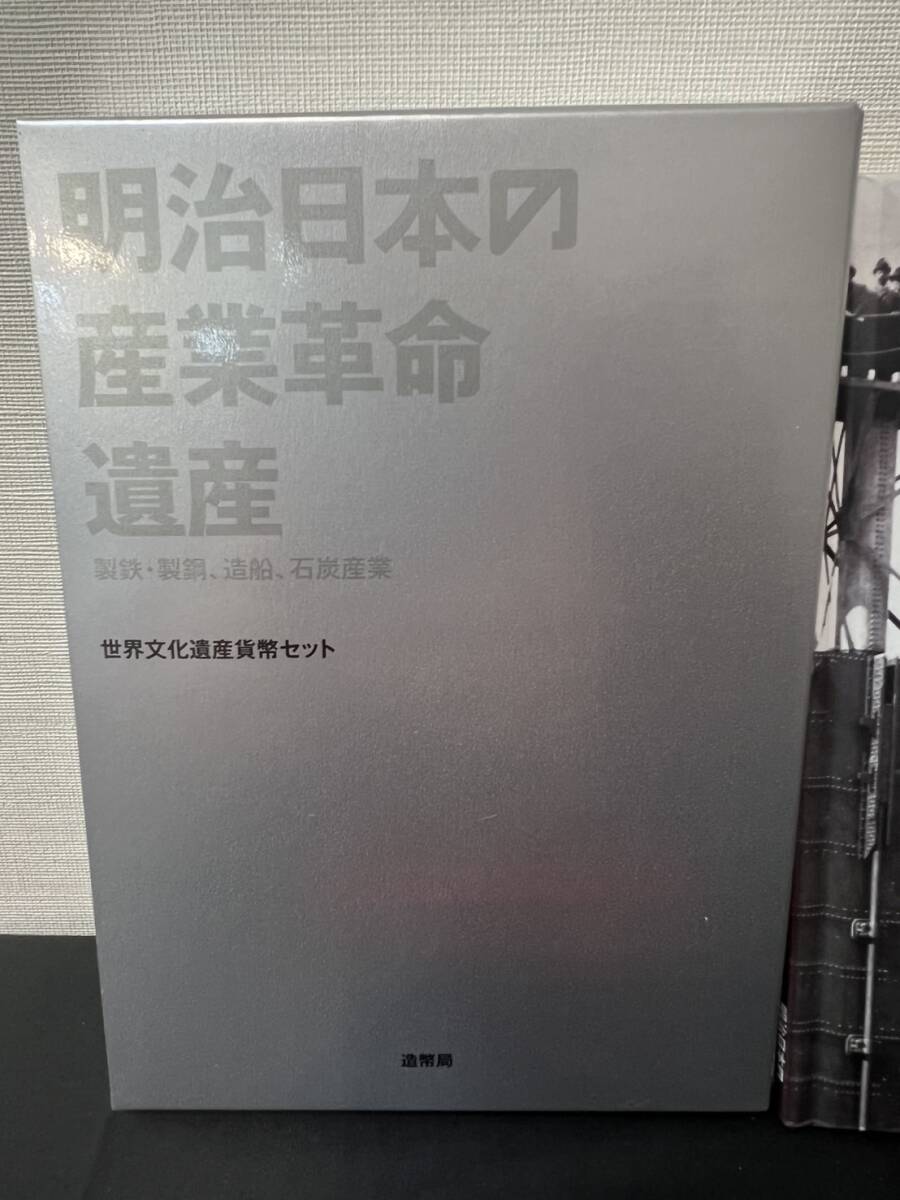 明治日本の
産業革命
遺産
製鉄・製鋼、造船、石炭産業
世界文化遺産貨幣セット
造幣局